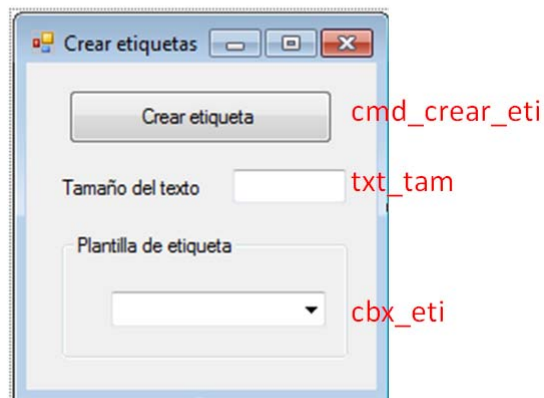 Crear etiquetas
Crear etiqueta cmd_crear_eti
Tamaño del texto txt_tam
Plantilla de etiqueta
cbx_eti